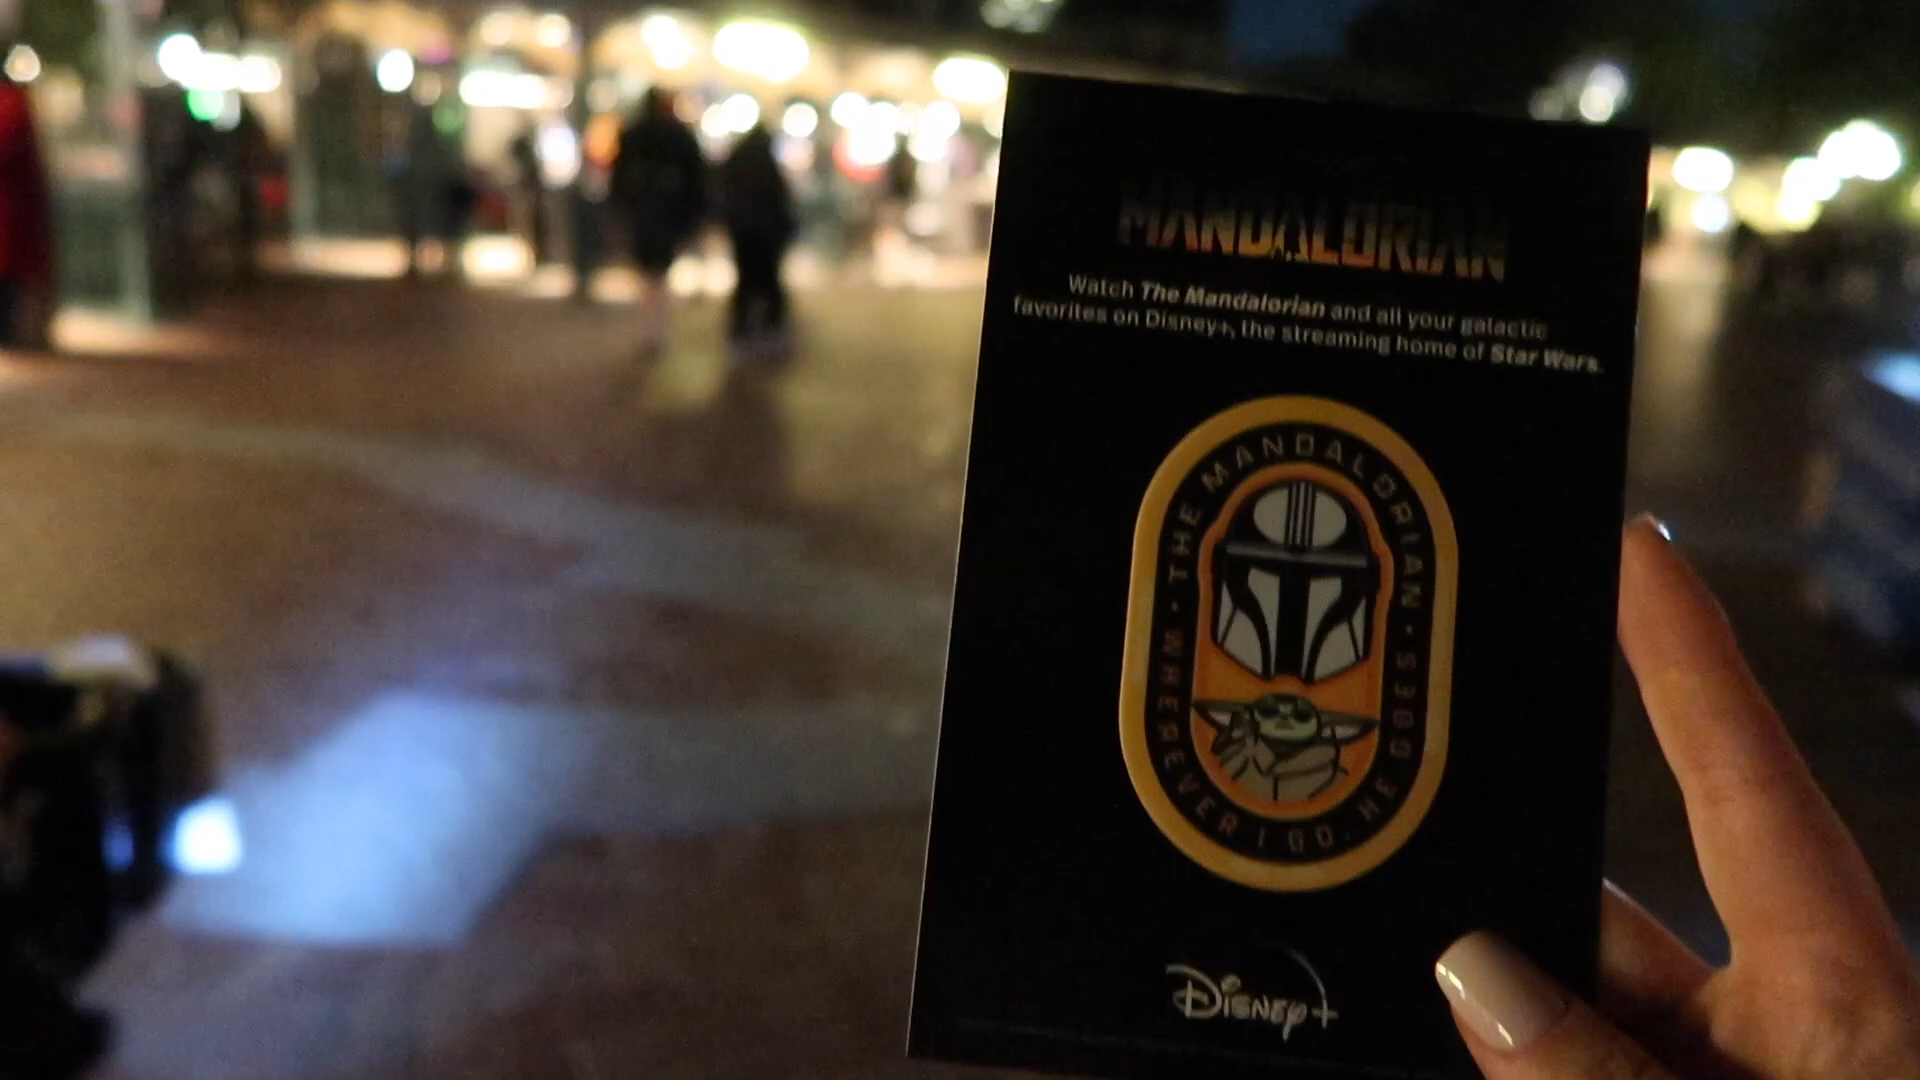 MANDALORIAN
Watch The Mandalorian and all your galactic
favorites on Disney+, the streaming home of Star Wars.
THE MANDALORIAN · WHEREVER I GO, HE GOES ·
Disney+